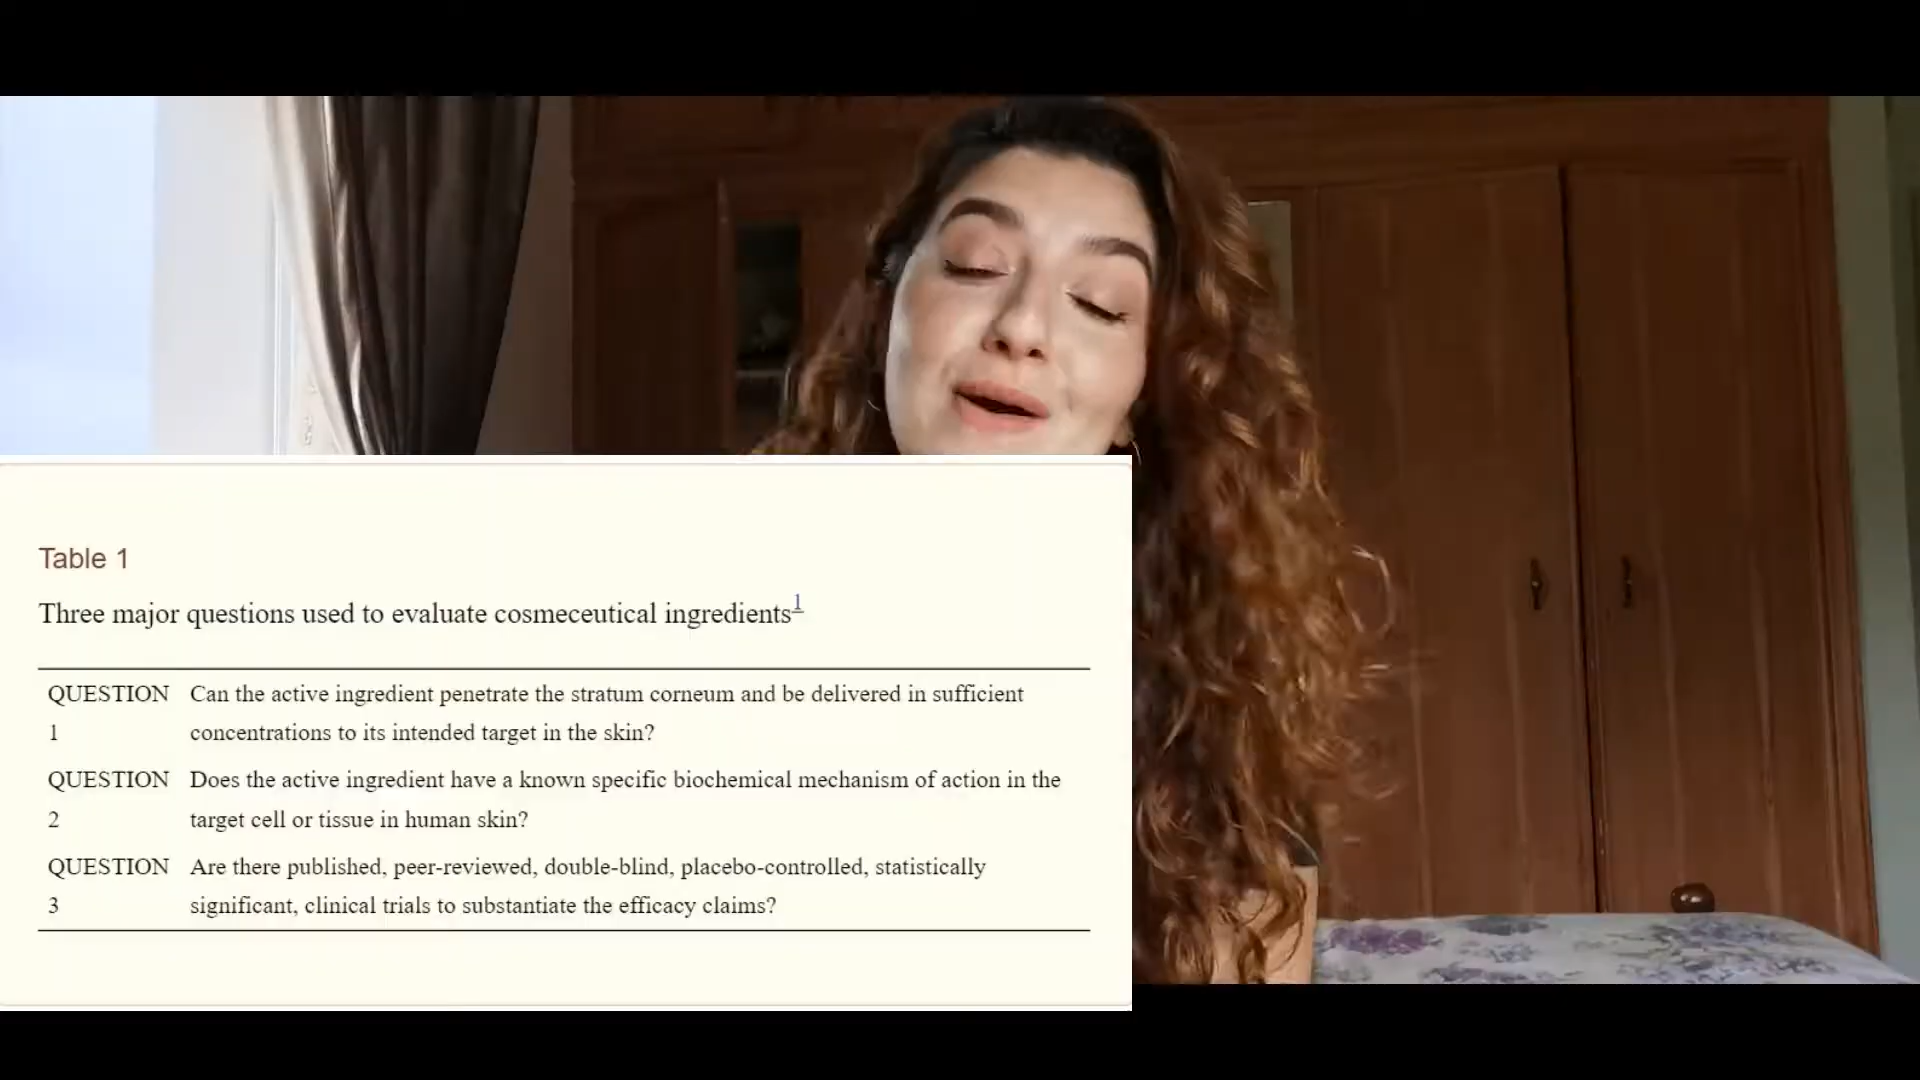 Table 1
Three major questions used to evaluate cosmeceutical ingredients1
QUESTION 1 Can the active ingredient penetrate the stratum corneum and be delivered in sufficient
concentrations to its intended target in the skin?
QUESTION 2 Does the active ingredient have a known specific biochemical mechanism of action in the
target cell or tissue in human skin?
QUESTION 3 Are there published, peer-reviewed, double-blind, placebo-controlled, statistically
significant, clinical trials to substantiate the efficacy claims?